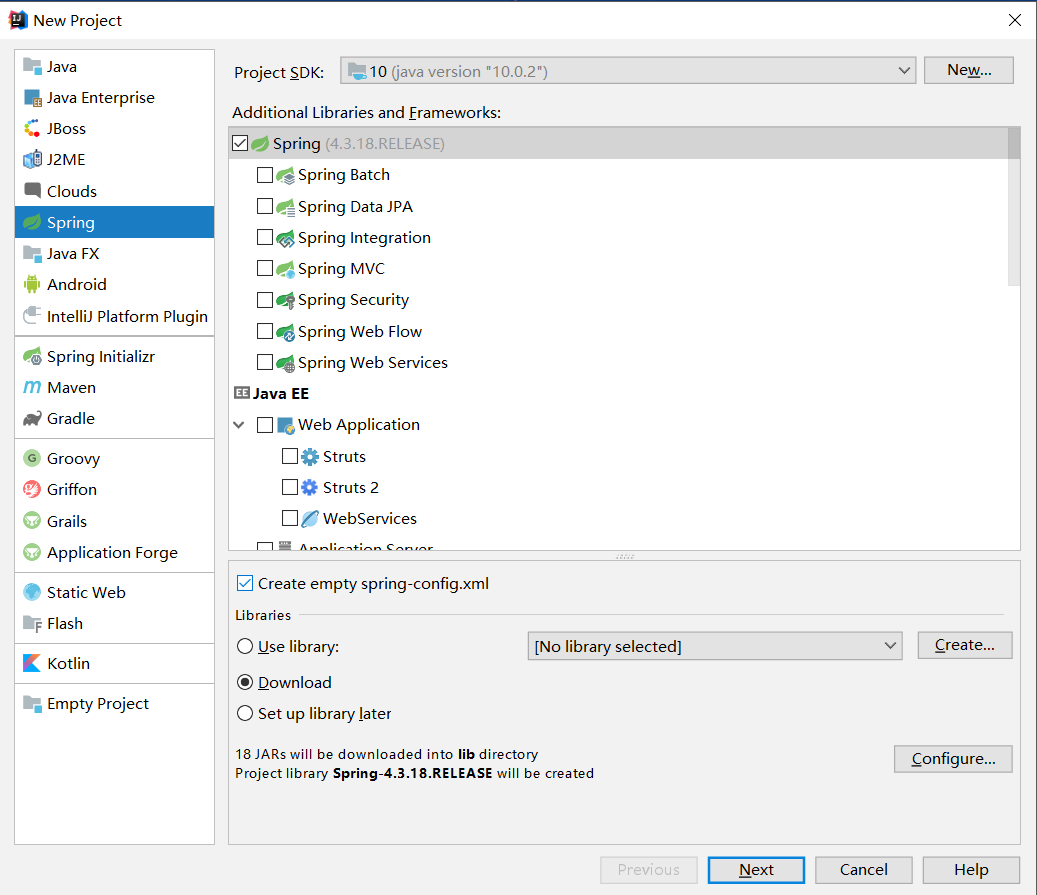 New Project
Java
Java Enterprise
JBoss
J2ME
Clouds
Spring
Java FX
Android
IntelliJ Platform Plugin
Spring Initializr
Maven
Gradle
Groovy
Griffon
Grails
Application Forge
Static Web
Flash
Kotlin
Empty Project
Project SDK: 10 (java version "10.0.2") New...
Additional Libraries and Frameworks:
Spring (4.3.18.RELEASE)
Spring Batch
Spring Data JPA
Spring Integration
Spring MVC
Spring Security
Spring Web Flow
Spring Web Services
Java EE
Web Application
Struts
Struts 2
WebServices
Application Server
Create empty spring-config.xml
Libraries
Use library: [No library selected] Create...
Download
Set up library later
18 JARs will be downloaded into lib directory
Project library Spring-4.3.18.RELEASE will be created
Configure...
Previous Next Cancel Help